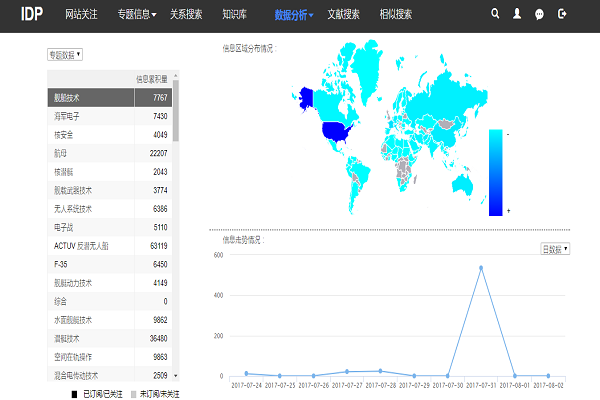 IDP 网站关注 专题信息 关系搜索 知识库 数据分析 文献搜索 相似搜索
专题数据
信息累积量
舰船技术 7767
海军电子 7430
核安全 4049
航母 22207
核潜艇 2043
舰载武器技术 3774
无人系统技术 6386
电子战 5110
ACTUV 反潜无人船 63119
F-35 6450
舰艇动力技术 4149
综合 0
水面舰艇技术 9862
潜艇技术 36480
空间在轨操作 9863
混合电传动技术 2509
已订阅/已关注 未订阅/未关注
信息区域分布情况：
-
+
信息走势情况：
日数据
600
400
200
0
2017-07-24 2017-07-25 2017-07-26 2017-07-27 2017-07-28 2017-07-29 2017-07-30 2017-07-31 2017-08-01 2017-08-02